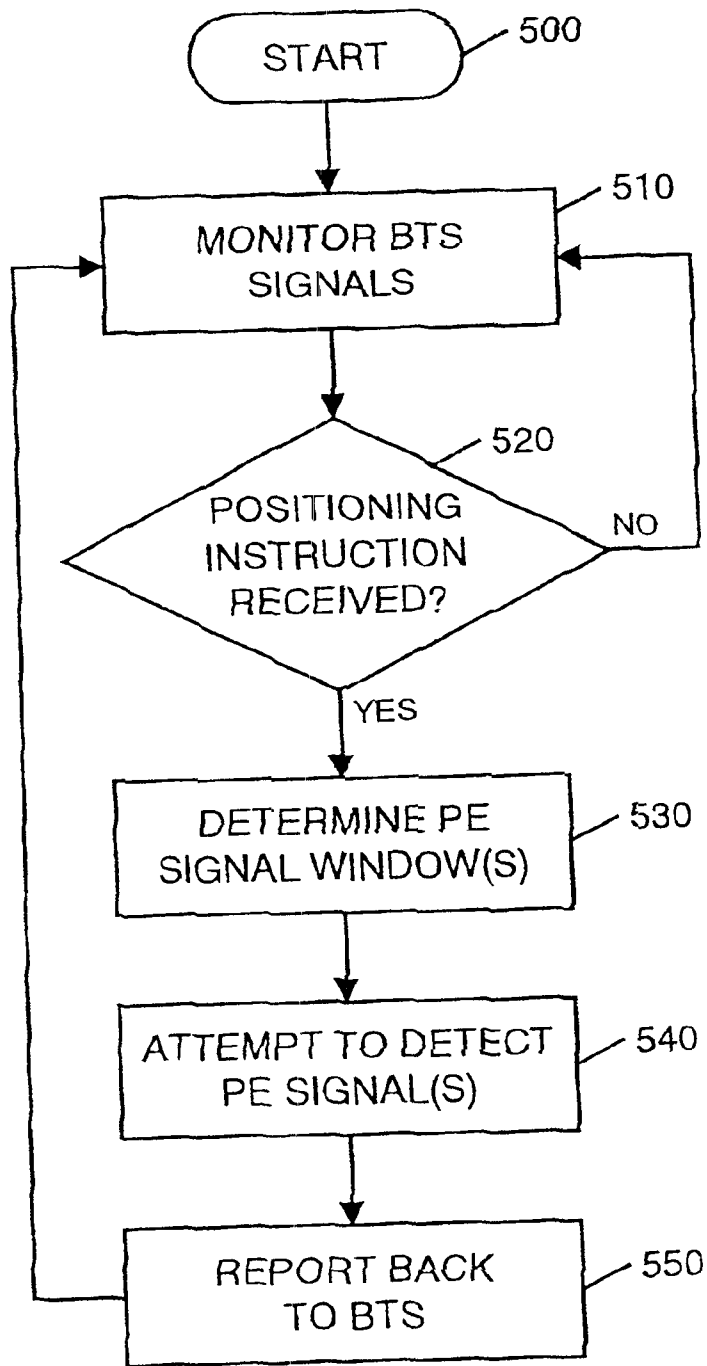 START
500
510
MONITOR BTS
SIGNALS
520
POSITIONING
INSTRUCTION
RECEIVED?
NO
YES
DETERMINE PE
SIGNAL WINDOW(S)
530
ATTEMPT TO DETECT
PE SIGNAL(S)
540
REPORT BACK
TO BTS
550